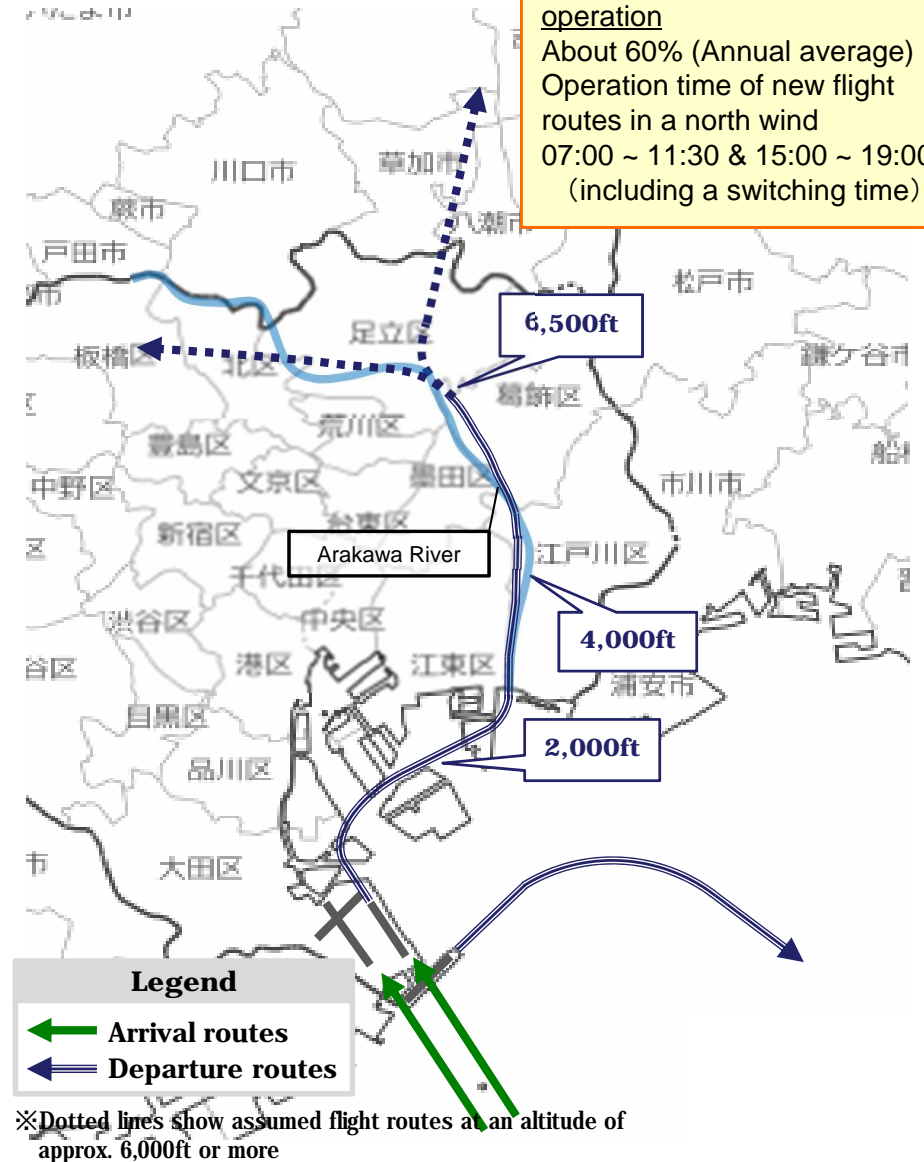 operation
About 60% (Annual average)
Operation time of new flight
routes in a north wind
07:00 ~ 11:30 & 15:00 ~ 19:00
（including a switching time）
川口市
草加市
蕨市
八潮市
戸田市
松戸市
6,500ft
足立区
板橋区
北区
鎌ケ谷市
葛飾区
荒川区
豊島区
船橋
墨田区
中野区
文京区
市川市
新宿区
台東区
Arakawa River
江戸川区
千代田区
渋谷区
中央区
4,000ft
谷区
港区
江東区
浦安市
目黒区
2,000ft
品川区
市
大田区
Legend
Arrival routes
Departure routes
※Dotted lines show assumed flight routes at an altitude of
approx. 6,000ft or more